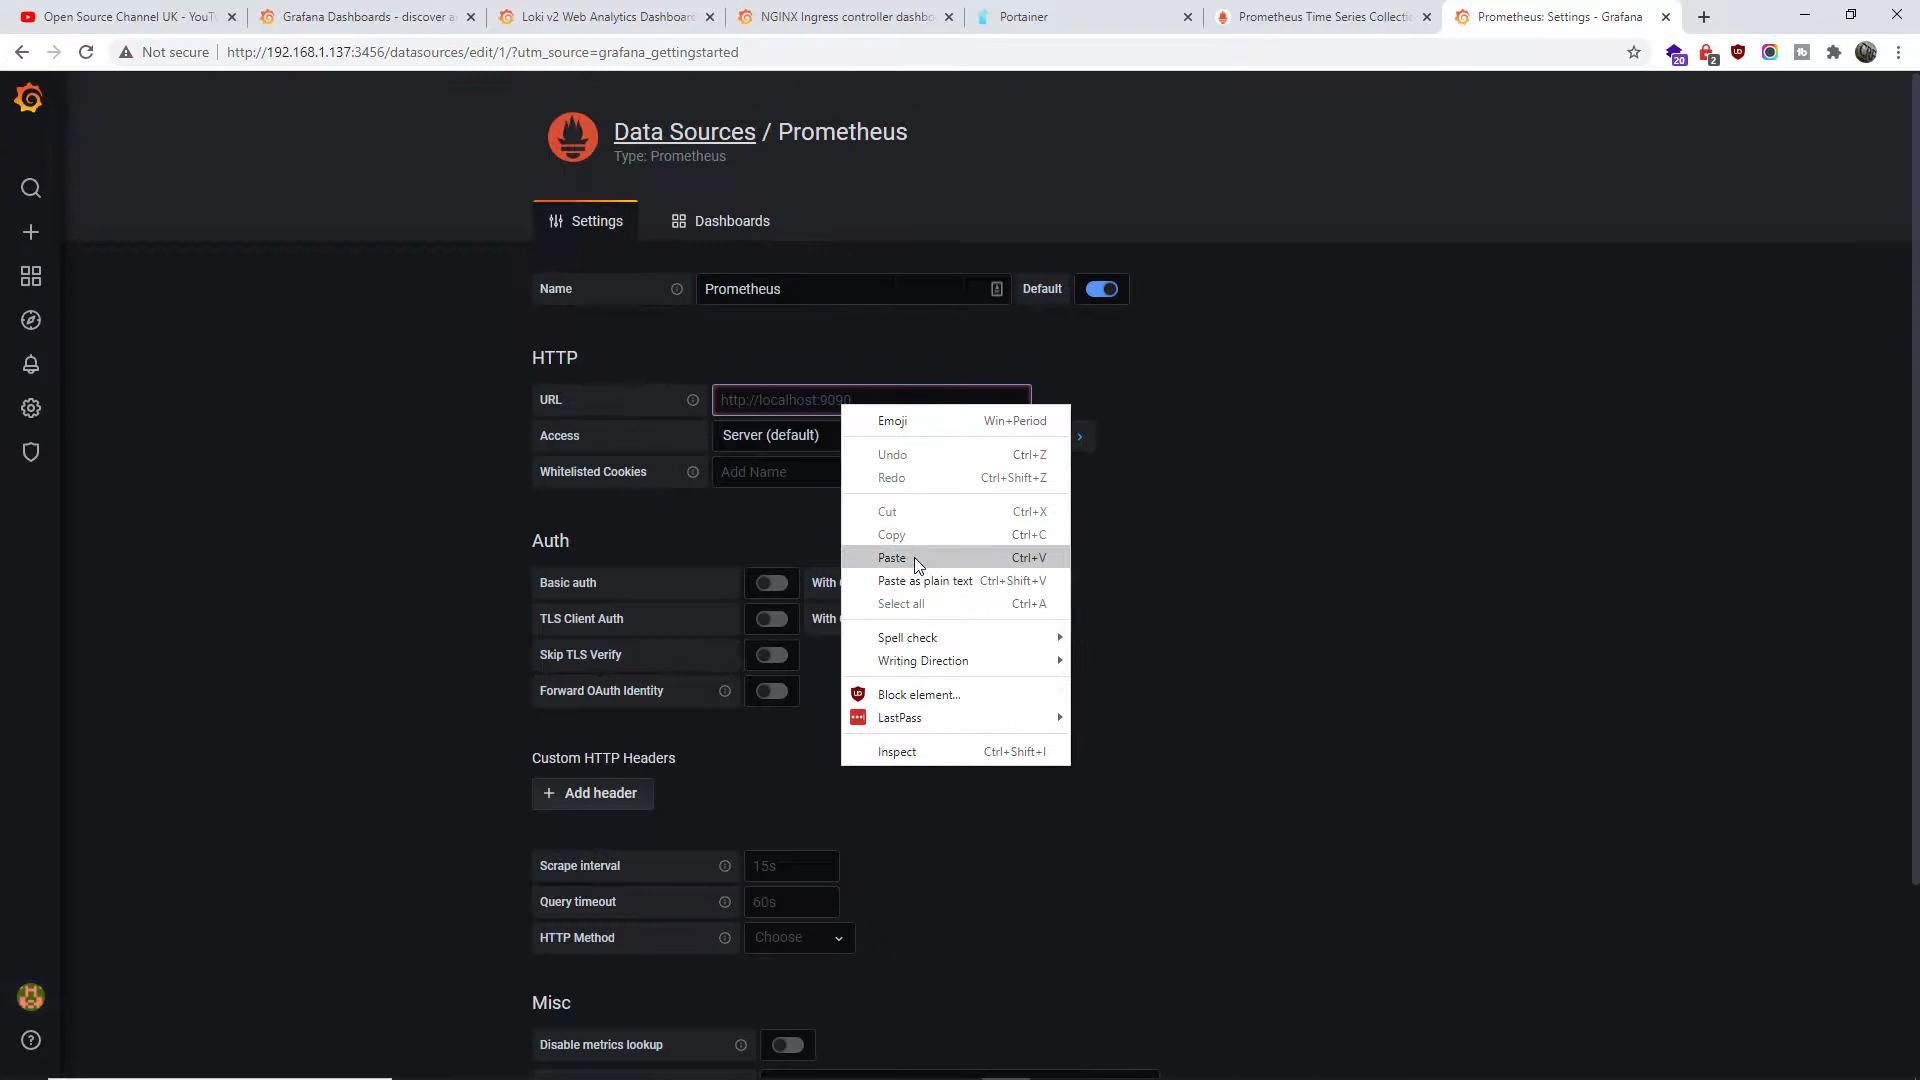 Open Source Channel UK - YouT
Grafana Dashboards - discover a
Loki v2 Web Analytics Dashboard
NGINX Ingress controller dashbo
Portainer
Prometheus Time Series Collecti
Prometheus: Settings - Grafana
Not secure
http://192.168.1.137:3456/datasources/edit/1/?utm_source=grafana_gettingstarted
20
2
Data Sources / Prometheus
Type: Prometheus
Settings
Dashboards
Name
Prometheus
Default
HTTP
URL
http://localhost:9090
Access
Server (default)
Whitelisted Cookies
Add Name
Emoji Win+Period
Undo Ctrl+Z
Redo Ctrl+Shift+Z
Cut Ctrl+X
Copy Ctrl+C
Paste Ctrl+V
Paste as plain text Ctrl+Shift+V
Select all Ctrl+A
Spell check
Writing Direction
Block element...
LastPass
Inspect Ctrl+Shift+I
Auth
Basic auth
With
TLS Client Auth
With
Skip TLS Verify
Forward OAuth Identity
Custom HTTP Headers
Add header
Scrape interval
15s
Query timeout
60s
HTTP Method
Choose
Misc
Disable metrics lookup